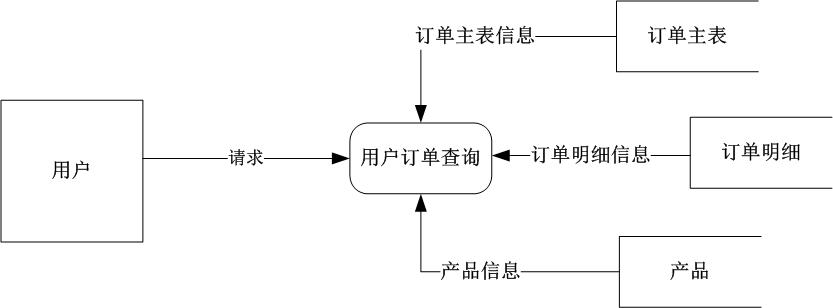 订单主表信息
订单主表
用户
请求
用户订单查询
订单明细信息
订单明细
产品信息
产品